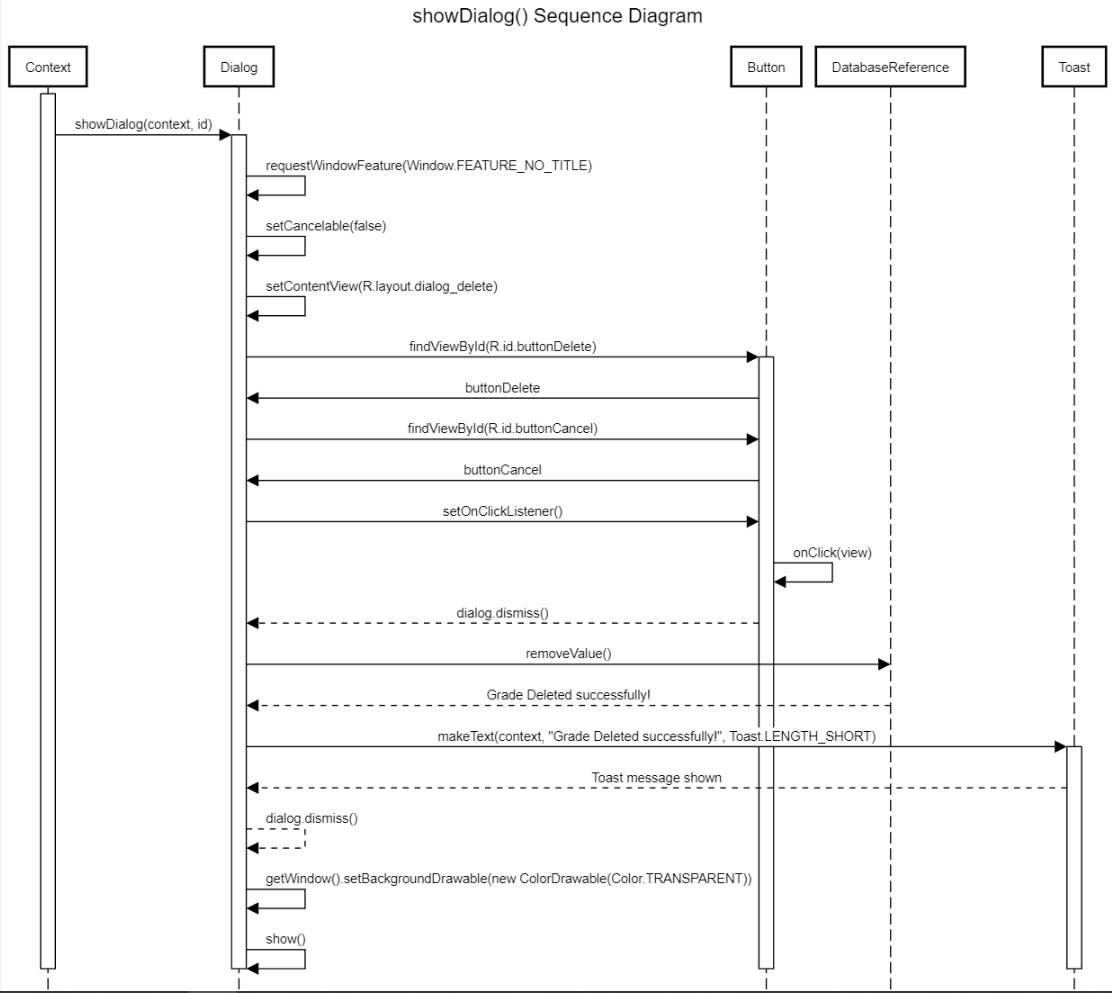 showDialog() Sequence Diagram
Context
Dialog
Button
DatabaseReference
Toast
showDialog(context, id)
requestWindowFeature(Window.FEATURE_NO_TITLE)
setCancelable(false)
setContentView(R.layout.dialog_delete)
findViewById(R.id.buttonDelete)
buttonDelete
findViewById(R.id.buttonCancel)
buttonCancel
setOnClickListener()
onClick(view)
dialog.dismiss()
removeValue()
Grade Deleted successfully!
makeText(context, "Grade Deleted successfully!", Toast.LENGTH_SHORT)
Toast message shown
dialog.dismiss()
getWindow().setBackgroundDrawable(new ColorDrawable(Color.TRANSPARENT))
show()